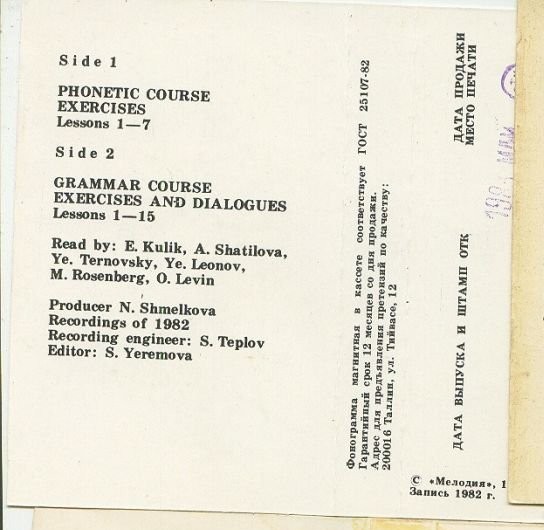 Side 1
PHONETIC COURSE
EXERCISES
Lessons 1—7
Side 2
GRAMMAR COURSE
EXERCISES AND DIALOGUES
Lessons 1—15
Read by: E. Kulik, A. Shatilova,
Ye. Ternovsky, Ye. Leonov,
M. Rosenberg, O. Levin
Producer N. Shmelkova
Recordings of 1982
Recording engineer: S. Teplov
Editor: S. Yeremova
Фонограмма магнитная в кассете соответствует ГОСТ 25107-82
Гарантийный срок 12 месяцев со дня продажи.
Адрес для предъявления претензий по качеству:
200016 Таллин, ул. Тийвасе, 12
ДАТА ВЫПУСКА И ШТАМП ОТК
ДАТА ПРОДАЖИ
МЕСТО ПЕЧАТИ
© «Мелодия», 1
Запись 1982 г.